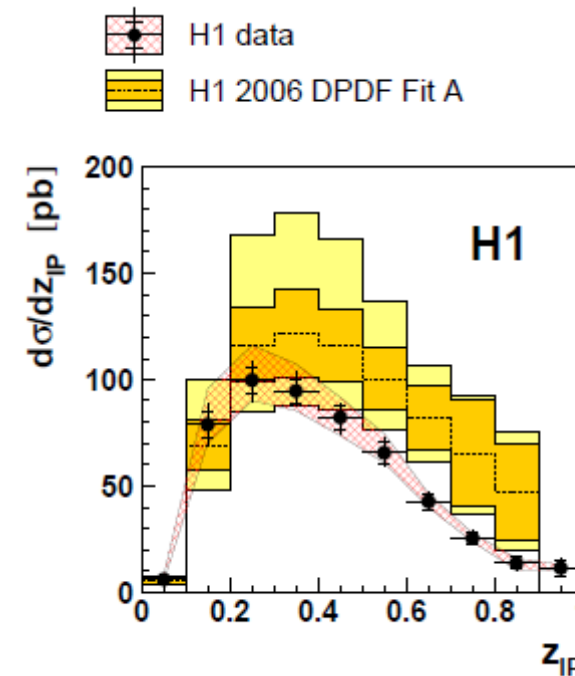 H1 data
H1 2006 DPDF Fit A
dσ/dz_IP [pb]
H1
200
150
100
50
0
0 0.2 0.4 0.6 0.8
z_IP